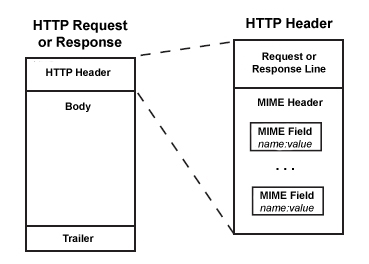 HTTP Request
or Response
HTTP Header
Body
Trailer
HTTP Header
Request or
Response Line
MIME Header
MIME Field
name:value
...
MIME Field
name:value